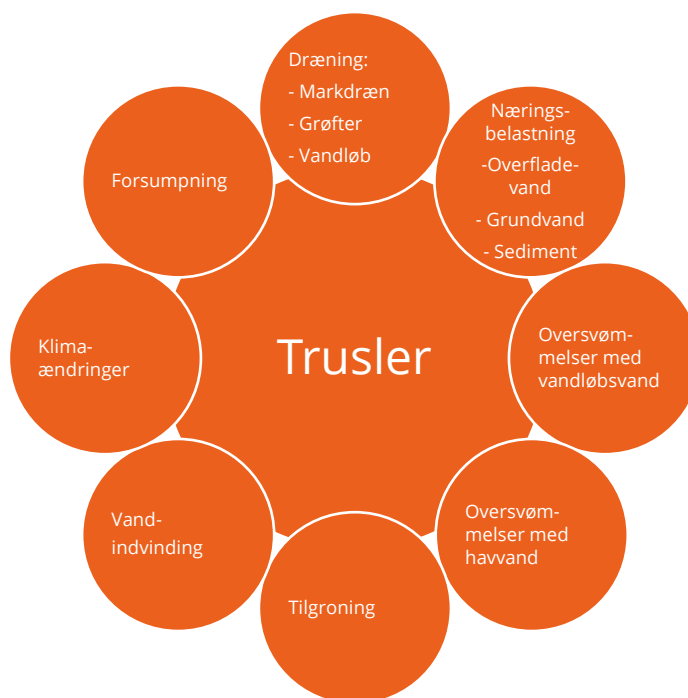 Dræning:
- Markdræn
- Grøfter
- Vandløb
Nærings-
belastning
-Overflade-
vand
- Grundvand
- Sediment
Oversvøm-
melser med
vandløbsvand
Oversvøm-
melser med
havvand
Tilgroning
Vand-
indvinding
Klima-
ændringer
Forsumpning
Trusler